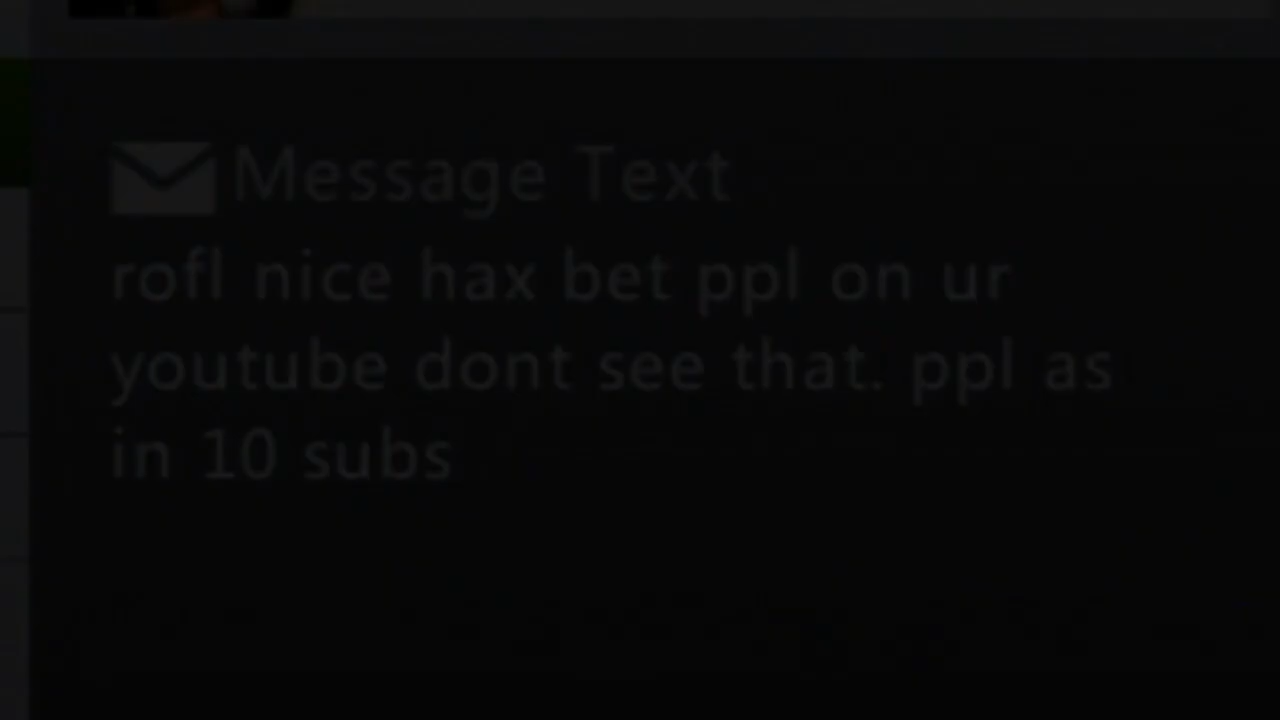 Message Text
rofl nice hax bet ppl on ur
youtube dont see that. ppl as
in 10 subs